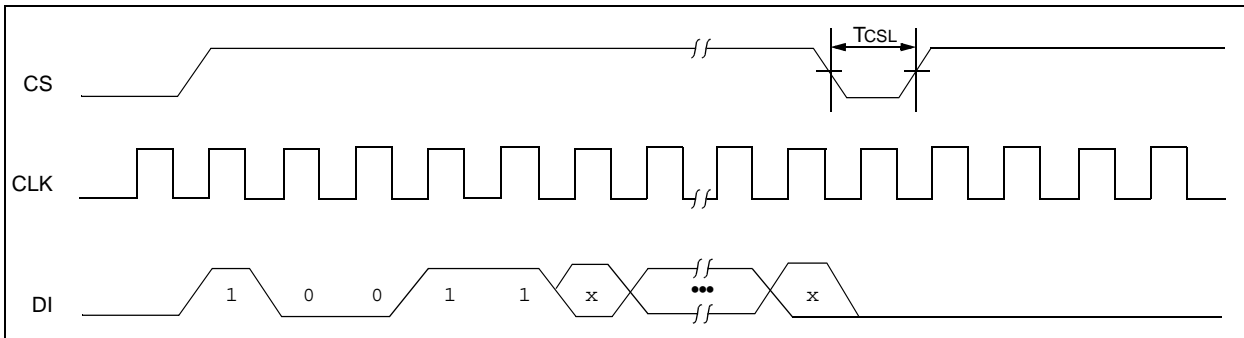 TCSL
CS
CLK
DI
1 0 0 1 1 x ••• x